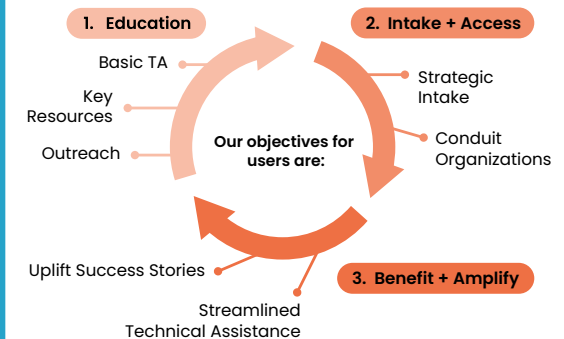 1. Education
Basic TA
Key
Resources
Outreach
2. Intake + Access
Strategic
Intake
Conduit
Organizations
Our objectives for
users are:
3. Benefit + Amplify
Uplift Success Stories
Streamlined
Technical Assistance